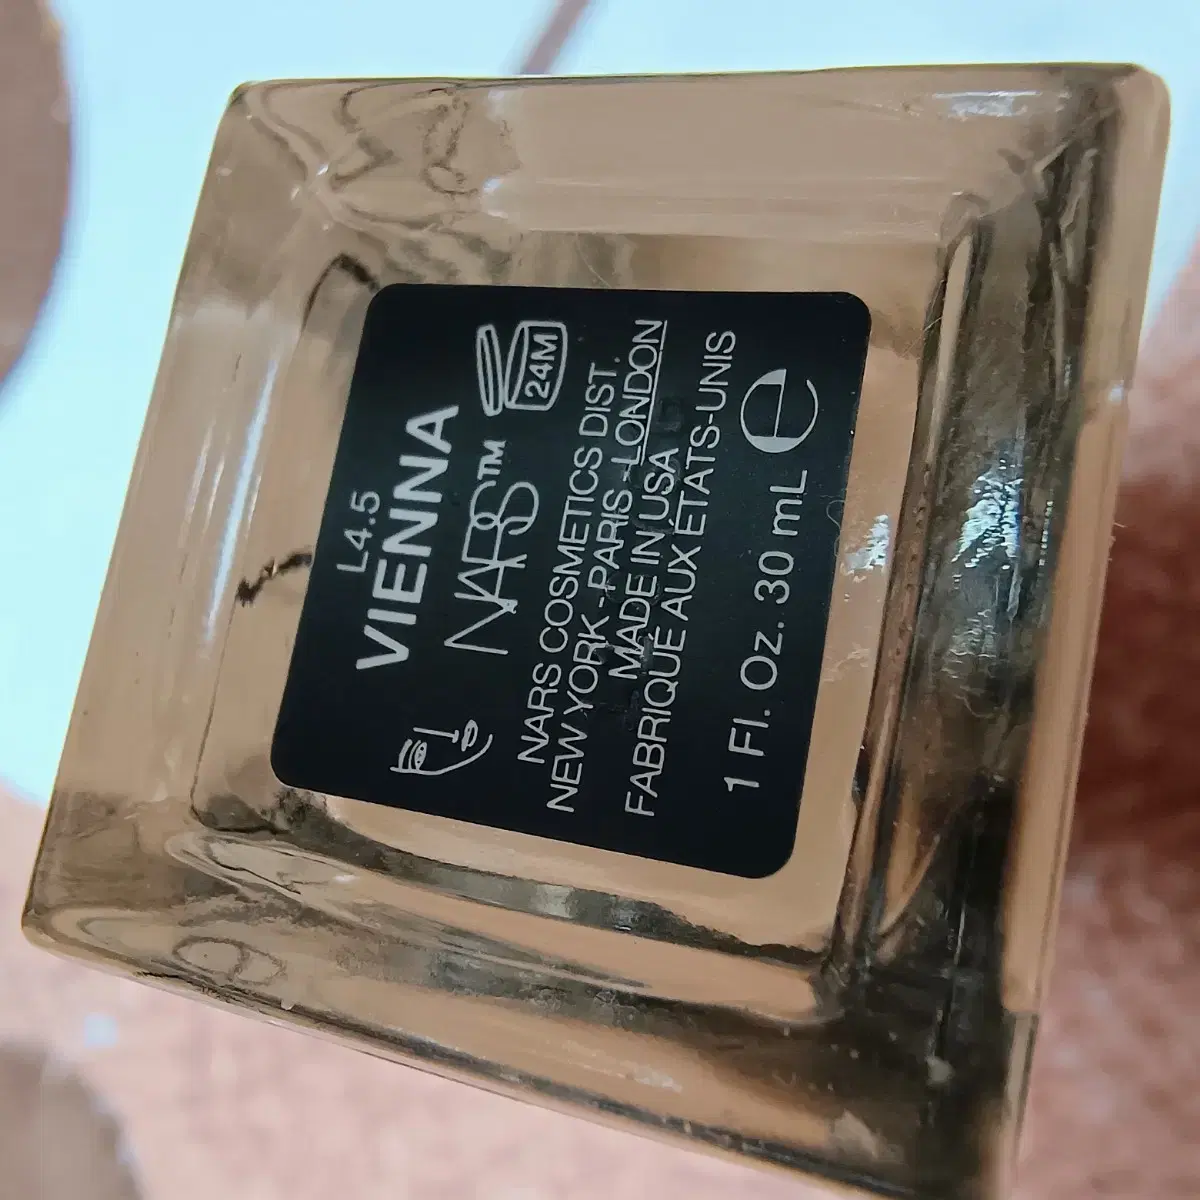 L4.5
VIENNA
NARS™
24M
NARS COSMETICS DIST.
NEW YORK - PARIS - LONDON
MADE IN USA
FABRIQUÉ AUX ÉTATS-UNIS
1 Fl. Oz. 30 mL e